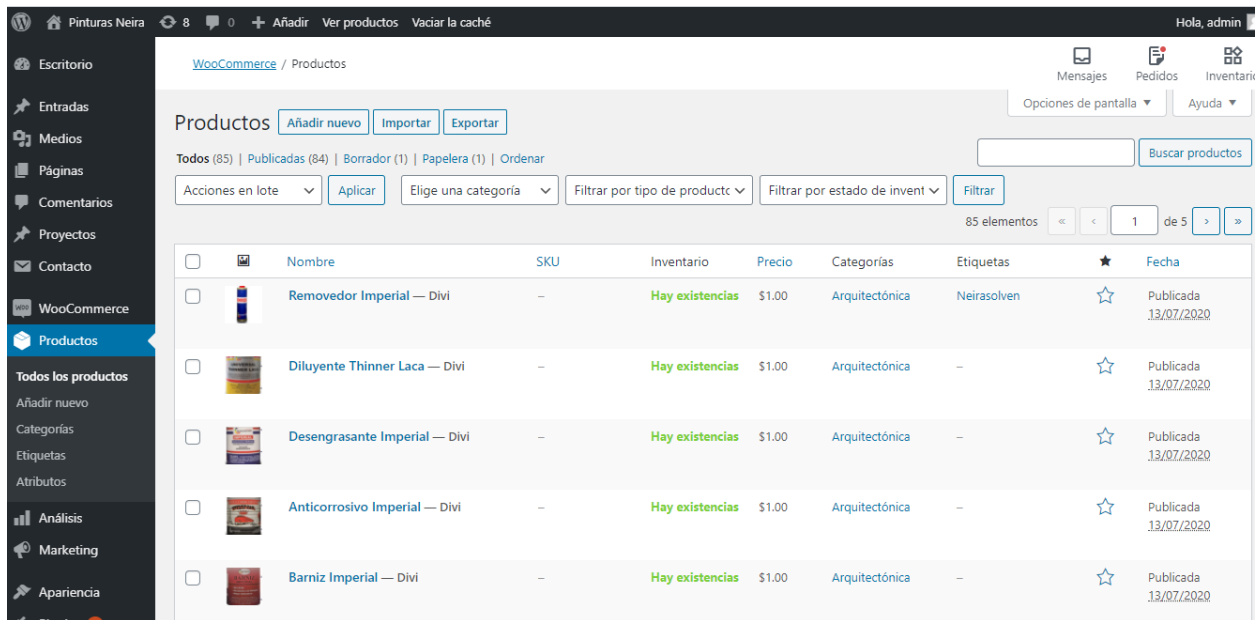 Pinturas Neira 8 0 Añadir Ver productos Vaciar la caché Hola, admin
Escritorio
Entradas
Medios
Páginas
Comentarios
Proyectos
Contacto
WooCommerce
Productos
Todos los productos
Añadir nuevo
Categorías
Etiquetas
Atributos
Análisis
Marketing
Apariencia
WooCommerce / Productos
Mensajes Pedidos Inventario
Opciones de pantalla ▼ Ayuda ▼
Productos Añadir nuevo Importar Exportar
Todos (85) | Publicadas (84) | Borrador (1) | Papelera (1) | Ordenar
Buscar productos
Acciones en lote Aplicar Elige una categoría Filtrar por tipo de producto Filtrar por estado de invent Filtrar
85 elementos « ‹ 1 de 5 › »
Nombre SKU Inventario Precio Categorías Etiquetas ★ Fecha
Removedor Imperial — Divi – Hay existencias $1.00 Arquitectónica Neirasolven Publicada
13/07/2020
Diluyente Thinner Laca — Divi – Hay existencias $1.00 Arquitectónica – Publicada
13/07/2020
Desengrasante Imperial — Divi – Hay existencias $1.00 Arquitectónica – Publicada
13/07/2020
Anticorrosivo Imperial — Divi – Hay existencias $1.00 Arquitectónica – Publicada
13/07/2020
Barniz Imperial — Divi – Hay existencias $1.00 Arquitectónica – Publicada
13/07/2020